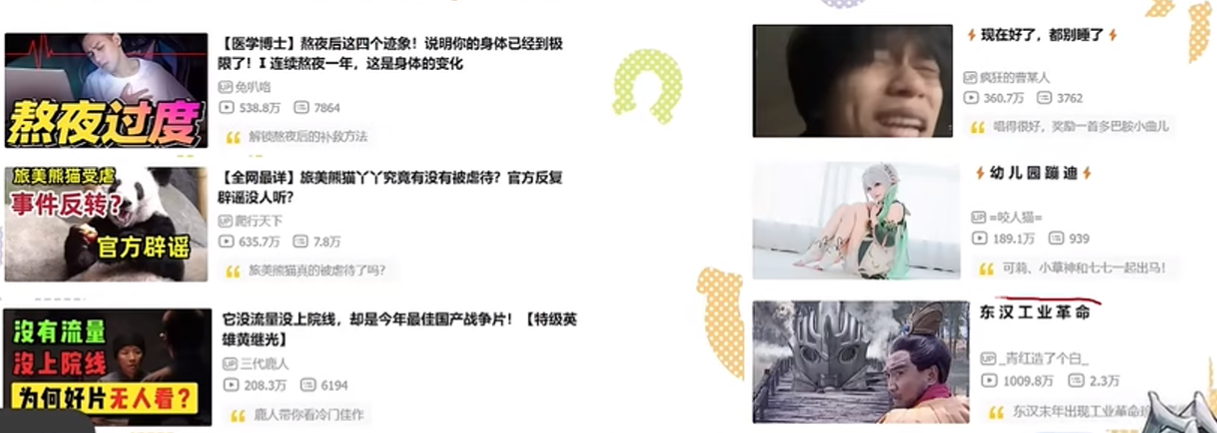 熬夜过度
【医学博士】熬夜后这四个迹象！说明你的身体已经到极
限了！I 连续熬夜一年，这是身体的变化
UP 兔叭咯
538.8万 7864
解锁熬夜后的补救方法
旅美熊猫受虐
事件反转？
官方辟谣
【全网最详】旅美熊猫丫丫究竟有没有被虐待？官方反复
辟谣没人听？
UP 爬行天下
635.7万 7.8万
旅美熊猫真的被虐待了吗？
没有流量
没上院线
为何好片无人看？
它没流量没上院线，却是今年最佳国产战争片！【特级英
雄黄继光】
UP 三代鹿人
208.3万 6194
鹿人带你看冷门佳作
现在好了，都别睡了
UP 疯狂的曹某人
360.7万 3762
唱得很好，奖励一首多巴胺小曲儿
幼儿园蹦迪
UP =咬人猫=
189.1万 939
可莉、小草神和七七一起出马！
东汉工业革命
UP _青红造了个白_
1009.8万 2.3万
东汉末年出现工业革命